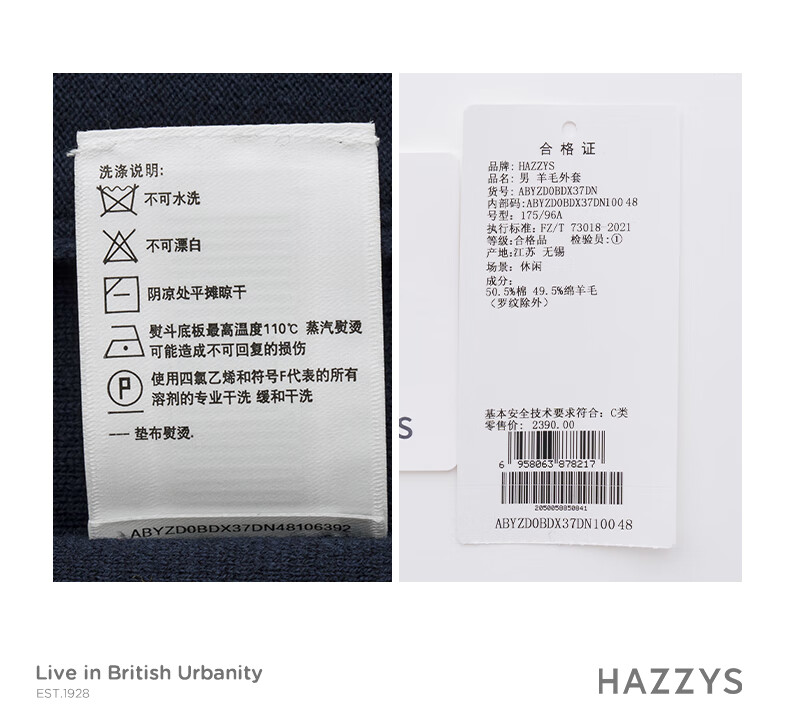 洗涤说明:
不可水洗
不可漂白
阴凉处平摊晾干
熨斗底板最高温度110℃ 蒸汽熨烫
可能造成不可回复的损伤
P
使用四氯乙烯和符号F代表的所有
溶剂的专业干洗 缓和干洗
垫布熨烫.
ABYZD0BDX37DN48106392
S
合格证
品牌: HAZZYS
品名: 男 羊毛外套
货号: ABYZD0BDX37DN
内部码:ABYZD0BDX37DN10048
号型: 175/96A
执行标准: FZ/T 73018-2021
等级:合格品 检验员:①
产地:江苏 无锡
场景: 休闲
成分:
50.5%棉 49.5%绵羊毛
(罗纹除外)
基本安全技术要求符合: C类
零售价: 2390.00
6 958063 878217
2050058850841
ABYZD0BDX37DN10048
Live in British Urbanity
EST.1928
HAZZYS